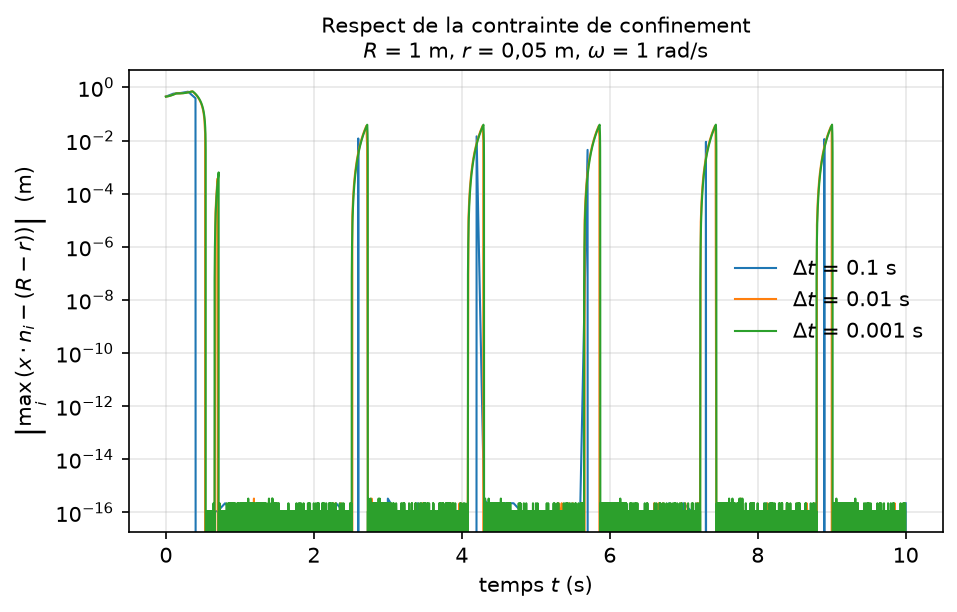 Respect de la contrainte de confinement
R = 1 m, r = 0,05 m, ω = 1 rad/s
|max_i (x · n_i − (R − r))| (m)
10^0
10^−2
10^−4
10^−6
10^−8
10^−10
10^−12
10^−14
10^−16
Δt = 0.1 s
Δt = 0.01 s
Δt = 0.001 s
0 2 4 6 8 10
temps t (s)